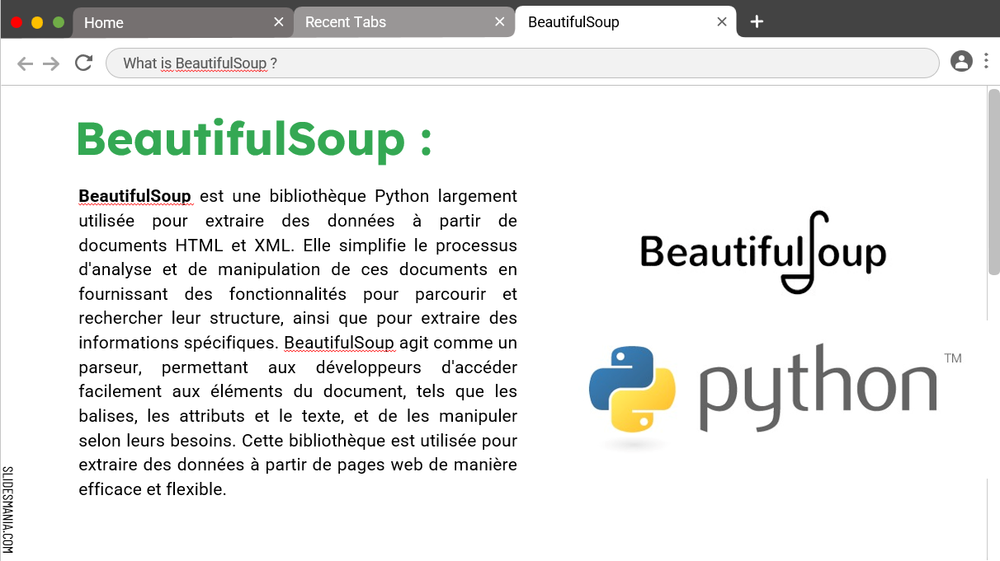 Home
Recent Tabs
BeautifulSoup
What is BeautifulSoup ?
BeautifulSoup :
BeautifulSoup est une bibliothèque Python largement
utilisée pour extraire des données à partir de
documents HTML et XML. Elle simplifie le processus
d'analyse et de manipulation de ces documents en
fournissant des fonctionnalités pour parcourir et
rechercher leur structure, ainsi que pour extraire des
informations spécifiques. BeautifulSoup agit comme un
parseur, permettant aux développeurs d'accéder
facilement aux éléments du document, tels que les
balises, les attributs et le texte, et de les manipuler
selon leurs besoins. Cette bibliothèque est utilisée pour
extraire des données à partir de pages web de manière
efficace et flexible.
BeautifulSoup
python TM
SLIDESMANIA.COM